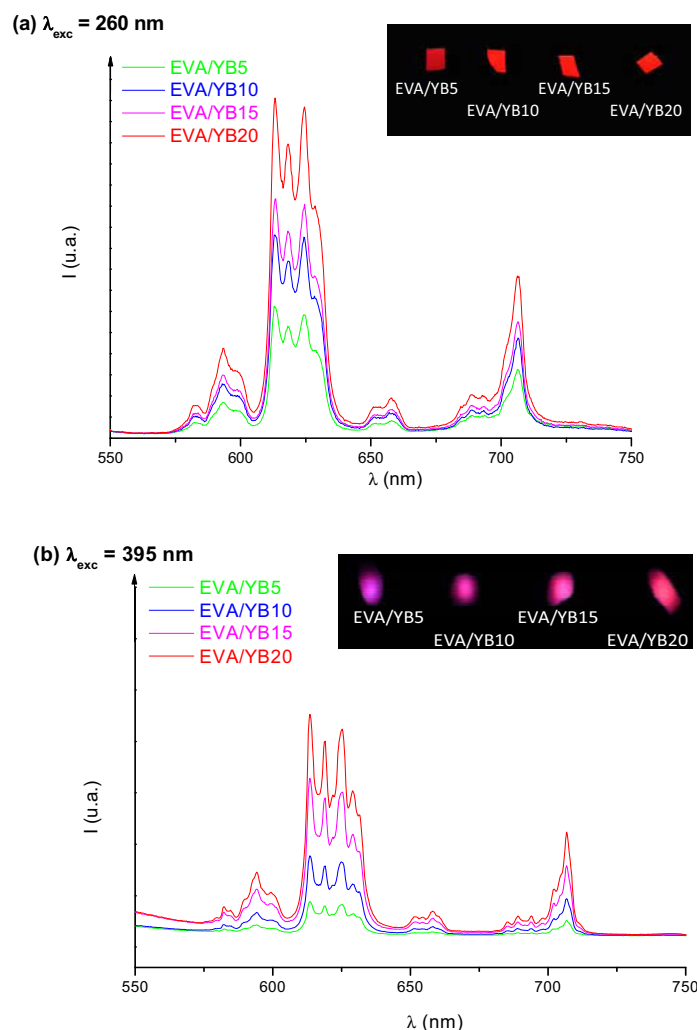 (a) λexc = 260 nm
EVA/YB5
EVA/YB10
EVA/YB15
EVA/YB20
EVA/YB5
EVA/YB15
EVA/YB10
EVA/YB20
I (u.a.)
550
600
650
700
750
λ (nm)
(b) λexc = 395 nm
EVA/YB5
EVA/YB10
EVA/YB15
EVA/YB20
EVA/YB5
EVA/YB15
EVA/YB10
EVA/YB20
I (u.a.)
550
600
650
700
750
λ (nm)